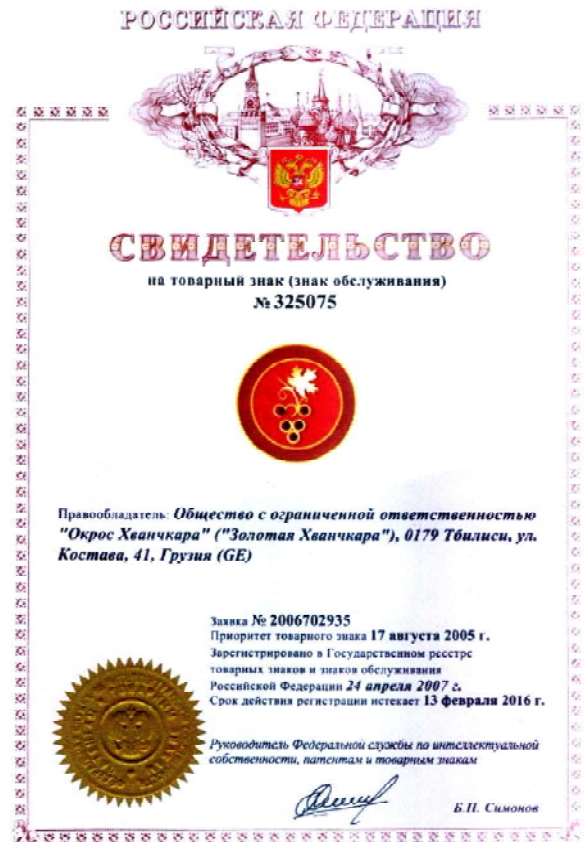 РОССИЙСКАЯ ФЕДЕРАЦИЯ
СВИДЕТЕЛЬСТВО
на товарный знак (знак обслуживания)
№ 325075
Правообладатель: Общество с ограниченной ответственностью
"Окрос Хванчкара" ("Золотая Хванчкара"), 0179 Тбилиси, ул.
Костава, 41, Грузия (GE)
Заявка № 2006702935
Приоритет товарного знака 17 августа 2005 г.
Зарегистрировано в Государственном реестре
товарных знаков и знаков обслуживания
Российской Федерации 24 апреля 2007 г.
Срок действия регистрации истекает 13 февраля 2016 г.
Руководитель Федеральной службы по интеллектуальной
собственности, патентам и товарным знакам
Б.П. Симонов